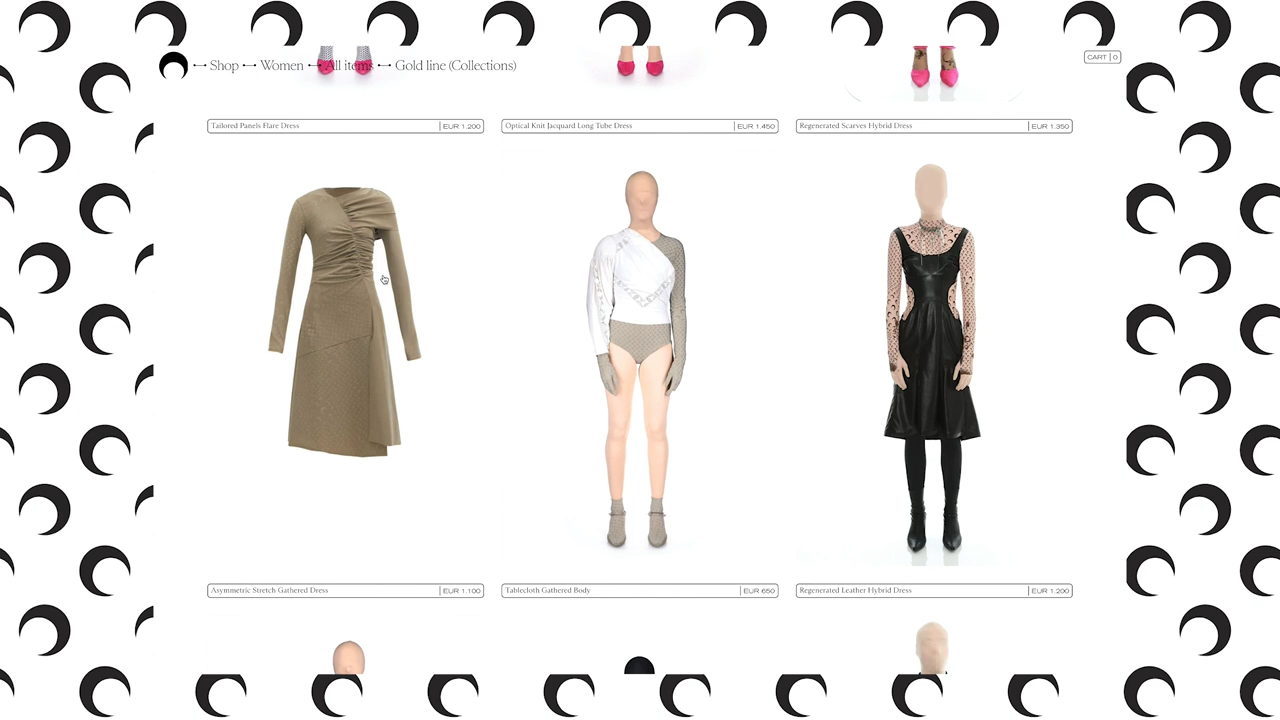 Shop Women All items Gold line (Collections)
CART | 0
Tailored Panels Flare Dress EUR 1.200
Optical Knit Jacquard Long Tube Dress EUR 1.450
Regenerated Scarves Hybrid Dress EUR 1.350
Asymmetric Stretch Gathered Dress EUR 1.100
Tablecloth Gathered Body EUR 650
Regenerated Leather Hybrid Dress EUR 1.200